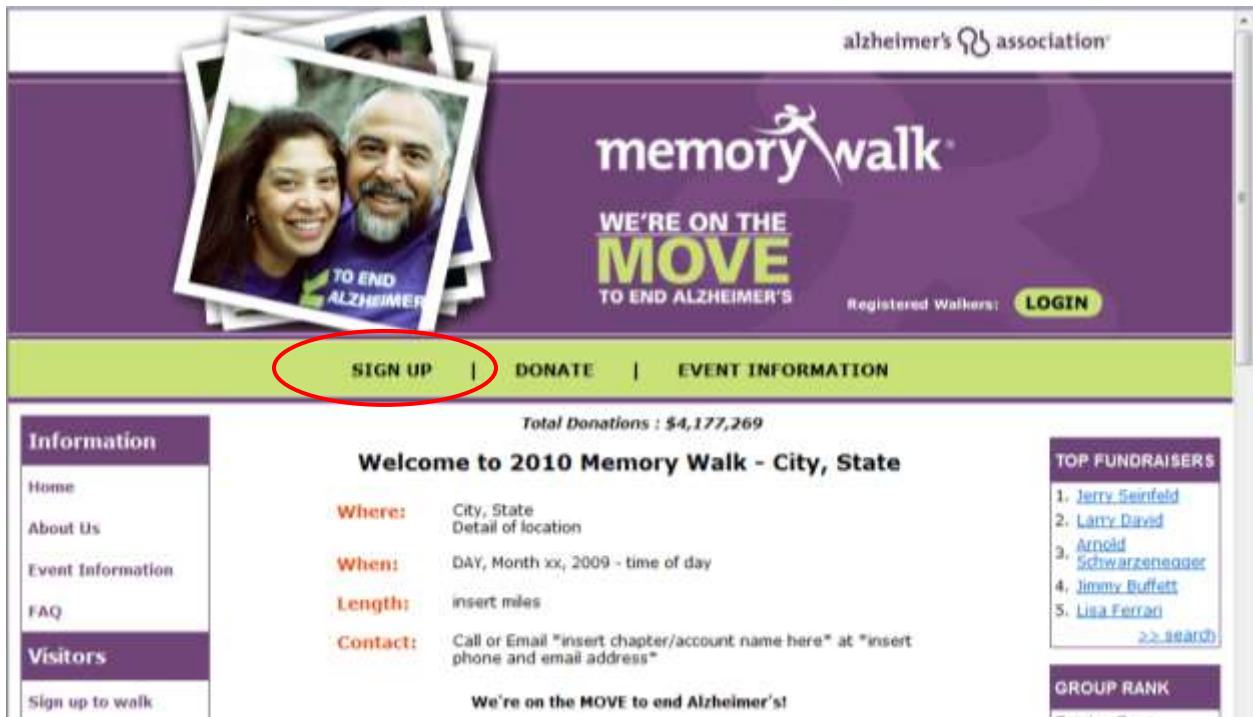 alzheimer's association
memory walk
WE'RE ON THE
MOVE
TO END ALZHEIMER'S
TO END
ALZHEIMER
Registered Walkers: LOGIN
SIGN UP | DONATE | EVENT INFORMATION
Information
Home
About Us
Event Information
FAQ
Visitors
Sign up to walk
Total Donations : $4,177,269
Welcome to 2010 Memory Walk - City, State
Where: City, State
Detail of location
When: DAY, Month xx, 2009 - time of day
Length: insert miles
Contact: Call or Email "insert chapter/account name here" at "insert
phone and email address"
We're on the MOVE to end Alzheimer's!
TOP FUNDRAISERS
1. Jerry Seinfeld
2. Larry David
3. Arnold
Schwarzenegger
4. Jimmy Buffett
5. Lisa Ferrari
>> search
GROUP RANK